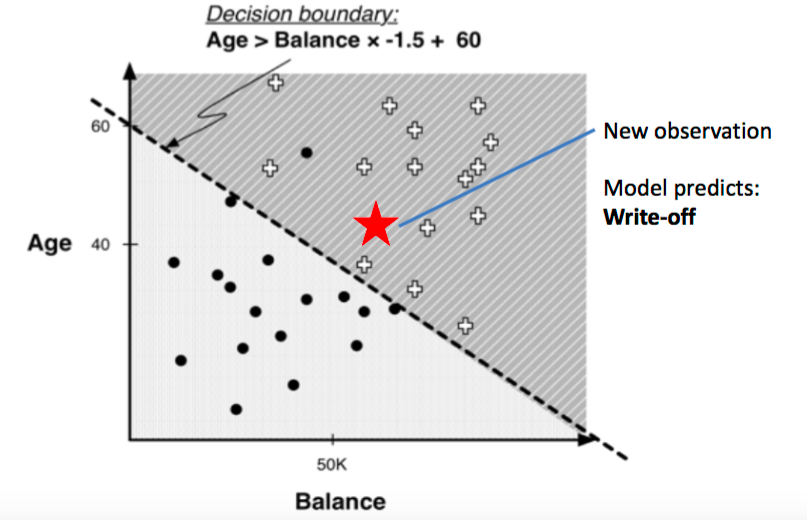 Decision boundary:
Age > Balance × -1.5 + 60
60
New observation
Model predicts:
Write-off
Age
40
50K
Balance